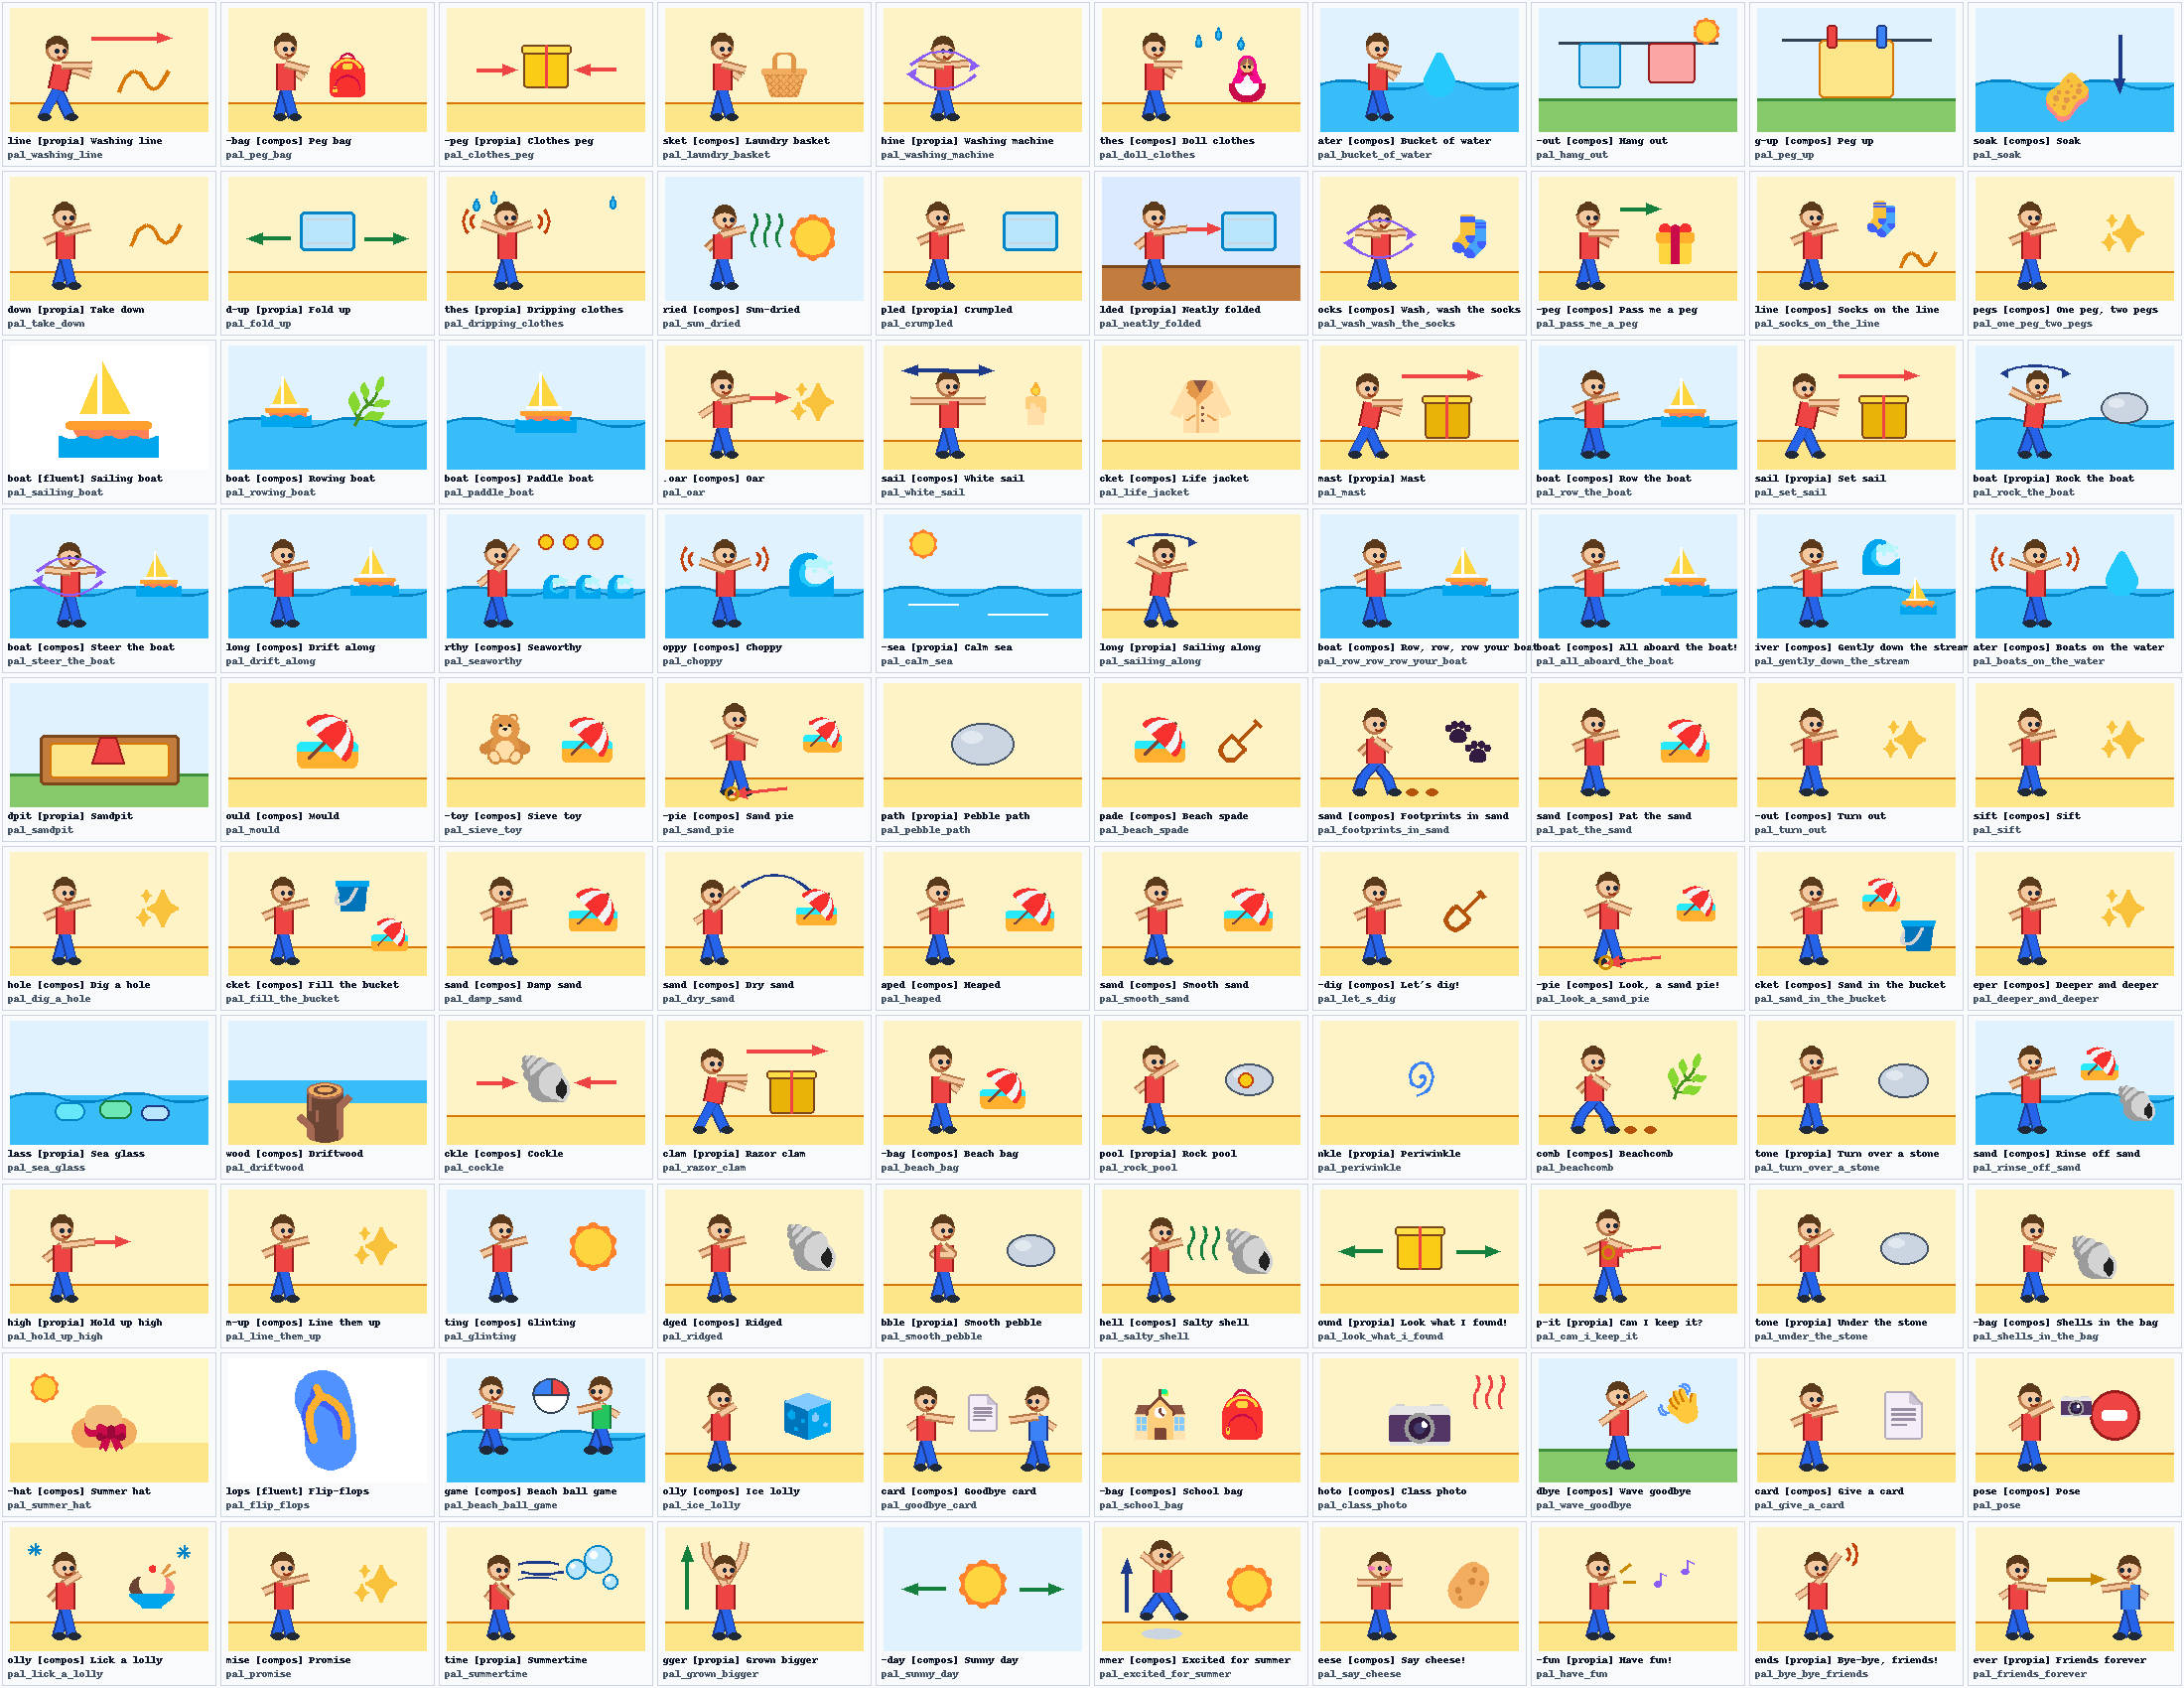 line [propia] Washing line
pal_washing_line
-bag [compos] Peg bag
pal_peg_bag
-peg [propia] Clothes peg
pal_clothes_peg
sket [compos] Laundry basket
pal_laundry_basket
hine [propia] Washing machine
pal_washing_machine
thes [compos] Doll clothes
pal_doll_clothes
ater [compos] Bucket of water
pal_bucket_of_water
-out [compos] Hang out
pal_hang_out
g-up [compos] Peg up
pal_peg_up
soak [compos] Soak
pal_soak
down [propia] Take down
pal_take_down
d-up [propia] Fold up
pal_fold_up
thes [propia] Dripping clothes
pal_dripping_clothes
ried [compos] Sun-dried
pal_sun_dried
pled [compos] Crumpled
pal_crumpled
lded [propia] Neatly folded
pal_neatly_folded
ocks [compos] Wash, wash the socks
pal_wash_wash_the_socks
-peg [compos] Pass me a peg
pal_pass_me_a_peg
line [compos] Socks on the line
pal_socks_on_the_line
pegs [compos] One peg, two pegs
pal_one_peg_two_pegs
boat [fluent] Sailing boat
pal_sailing_boat
boat [compos] Rowing boat
pal_rowing_boat
boat [compos] Paddle boat
pal_paddle_boat
.oar [compos] Oar
pal_oar
sail [compos] White sail
pal_white_sail
cket [compos] Life jacket
pal_life_jacket
mast [propia] Mast
pal_mast
boat [compos] Row the boat
pal_row_the_boat
sail [propia] Set sail
pal_set_sail
boat [propia] Rock the boat
pal_rock_the_boat
boat [compos] Steer the boat
pal_steer_the_boat
long [propia] Drift along
pal_drift_along
rthy [compos] Seaworthy
pal_seaworthy
oppy [compos] Choppy
pal_choppy
-sea [propia] Calm sea
pal_calm_sea
long [propia] Sailing along
pal_sailing_along
boat [compos] Row, row, row your boat
pal_row_row_row_your_boat
boat [compos] All aboard the boat!
pal_all_aboard_the_boat
iver [compos] Gently down the stream
pal_gently_down_the_stream
ater [compos] Boats on the water
pal_boats_on_the_water
dpit [propia] Sandpit
pal_sandpit
ould [compos] Mould
pal_mould
-toy [compos] Sieve toy
pal_sieve_toy
-pie [compos] Sand pie
pal_sand_pie
path [propia] Pebble path
pal_pebble_path
pade [compos] Beach spade
pal_beach_spade
sand [compos] Footprints in sand
pal_footprints_in_sand
sand [compos] Pat the sand
pal_pat_the_sand
-out [compos] Turn out
pal_turn_out
sift [compos] Sift
pal_sift
hole [compos] Dig a hole
pal_dig_a_hole
cket [compos] Fill the bucket
pal_fill_the_bucket
sand [compos] Damp sand
pal_damp_sand
sand [compos] Dry sand
pal_dry_sand
aped [compos] Heaped
pal_heaped
sand [compos] Smooth sand
pal_smooth_sand
-dig [compos] Let's dig!
pal_let_s_dig
-pie [compos] Look, a sand pie!
pal_look_a_sand_pie
cket [compos] Sand in the bucket
pal_sand_in_the_bucket
eper [compos] Deeper and deeper
pal_deeper_and_deeper
lass [propia] Sea glass
pal_sea_glass
wood [compos] Driftwood
pal_driftwood
ckle [compos] Cockle
pal_cockle
clam [propia] Razor clam
pal_razor_clam
-bag [compos] Beach bag
pal_beach_bag
pool [propia] Rock pool
pal_rock_pool
nkle [propia] Periwinkle
pal_periwinkle
comb [compos] Beachcomb
pal_beachcomb
tone [propia] Turn over a stone
pal_turn_over_a_stone
sand [compos] Rinse off sand
pal_rinse_off_sand
high [propia] Hold up high
pal_hold_up_high
m-up [compos] Line them up
pal_line_them_up
ting [compos] Glinting
pal_glinting
dged [compos] Ridged
pal_ridged
bble [propia] Smooth pebble
pal_smooth_pebble
hell [compos] Salty shell
pal_salty_shell
ound [propia] Look what I found!
pal_look_what_i_found
p-it [propia] Can I keep it?
pal_can_i_keep_it
tone [propia] Under the stone
pal_under_the_stone
-bag [compos] Shells in the bag
pal_shells_in_the_bag
-hat [compos] Summer hat
pal_summer_hat
lops [fluent] Flip-flops
pal_flip_flops
game [compos] Beach ball game
pal_beach_ball_game
olly [compos] Ice lolly
pal_ice_lolly
card [compos] Goodbye card
pal_goodbye_card
-bag [compos] School bag
pal_school_bag
hoto [compos] Class photo
pal_class_photo
dbye [compos] Wave goodbye
pal_wave_goodbye
card [compos] Give a card
pal_give_a_card
pose [compos] Pose
pal_pose
olly [compos] Lick a lolly
pal_lick_a_lolly
mise [compos] Promise
pal_promise
time [propia] Summertime
pal_summertime
gger [propia] Grown bigger
pal_grown_bigger
-day [compos] Sunny day
pal_sunny_day
mmer [compos] Excited for summer
pal_excited_for_summer
eese [compos] Say cheese!
pal_say_cheese
-fun [propia] Have fun!
pal_have_fun
ends [propia] Bye-bye, friends!
pal_bye_bye_friends
ever [propia] Friends forever
pal_friends_forever